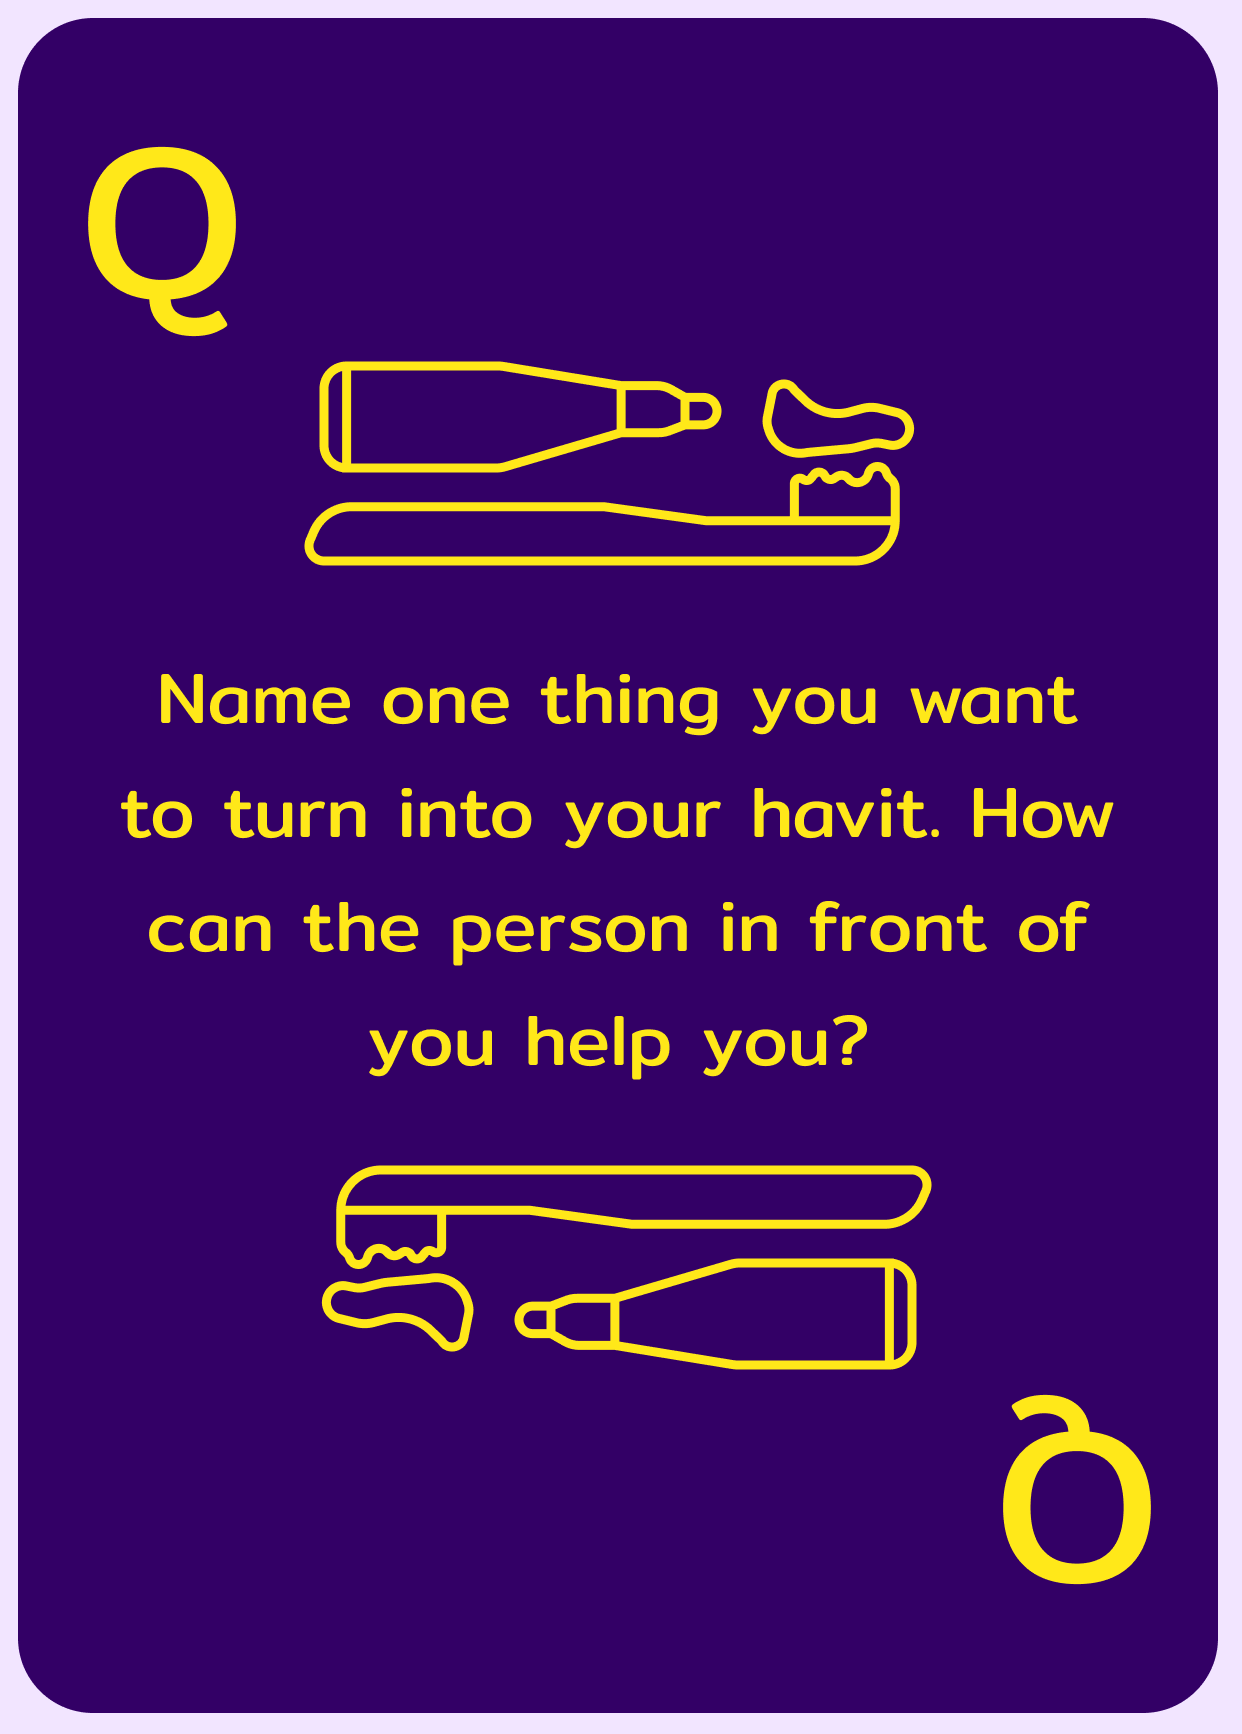 Q
Name one thing you want
to turn into your havit. How
can the person in front of
you help you?
Q